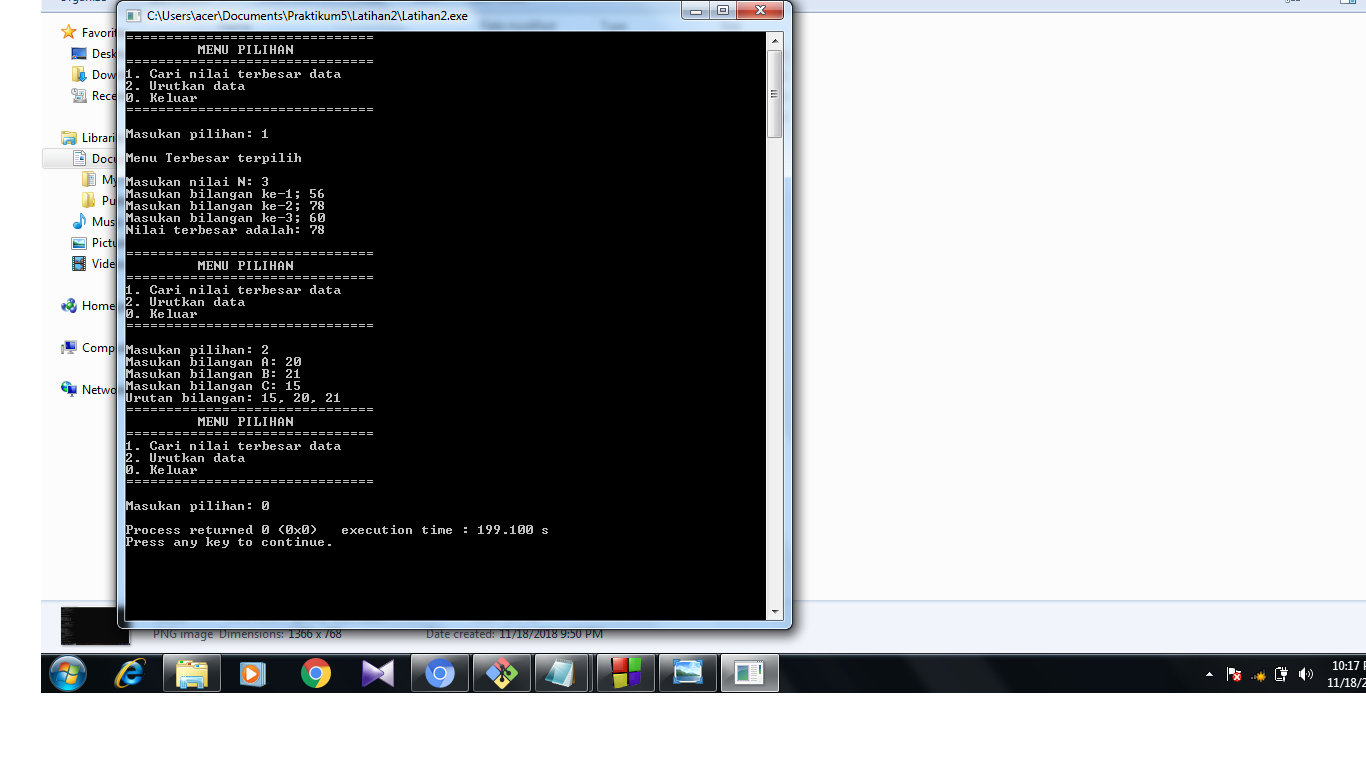 C:\Users\acer\Documents\Praktikum5\Latihan2\Latihan2.exe
Favorit
Desk
Dow
Rece
Librari
Docu
My
Pu
Mus
Pictu
Vide
Home
Comp
Netwo
===============================
MENU PILIHAN
===============================
1. Cari nilai terbesar data
2. Urutkan data
0. Keluar
===============================
Masukan pilihan: 1
Menu Terbesar terpilih
Masukan nilai N: 3
Masukan bilangan ke-1; 56
Masukan bilangan ke-2; 78
Masukan bilangan ke-3; 60
Nilai terbesar adalah: 78
===============================
MENU PILIHAN
===============================
1. Cari nilai terbesar data
2. Urutkan data
0. Keluar
===============================
Masukan pilihan: 2
Masukan bilangan A: 20
Masukan bilangan B: 21
Masukan bilangan C: 15
Urutan bilangan: 15, 20, 21
===============================
MENU PILIHAN
===============================
1. Cari nilai terbesar data
2. Urutkan data
0. Keluar
===============================
Masukan pilihan: 0
Process returned 0 (0x0)   execution time : 199.100 s
Press any key to continue.
PNG image Dimensions: 1366 x 768 Date created: 11/18/2018 9:50 PM
10:17 P
11/18/2